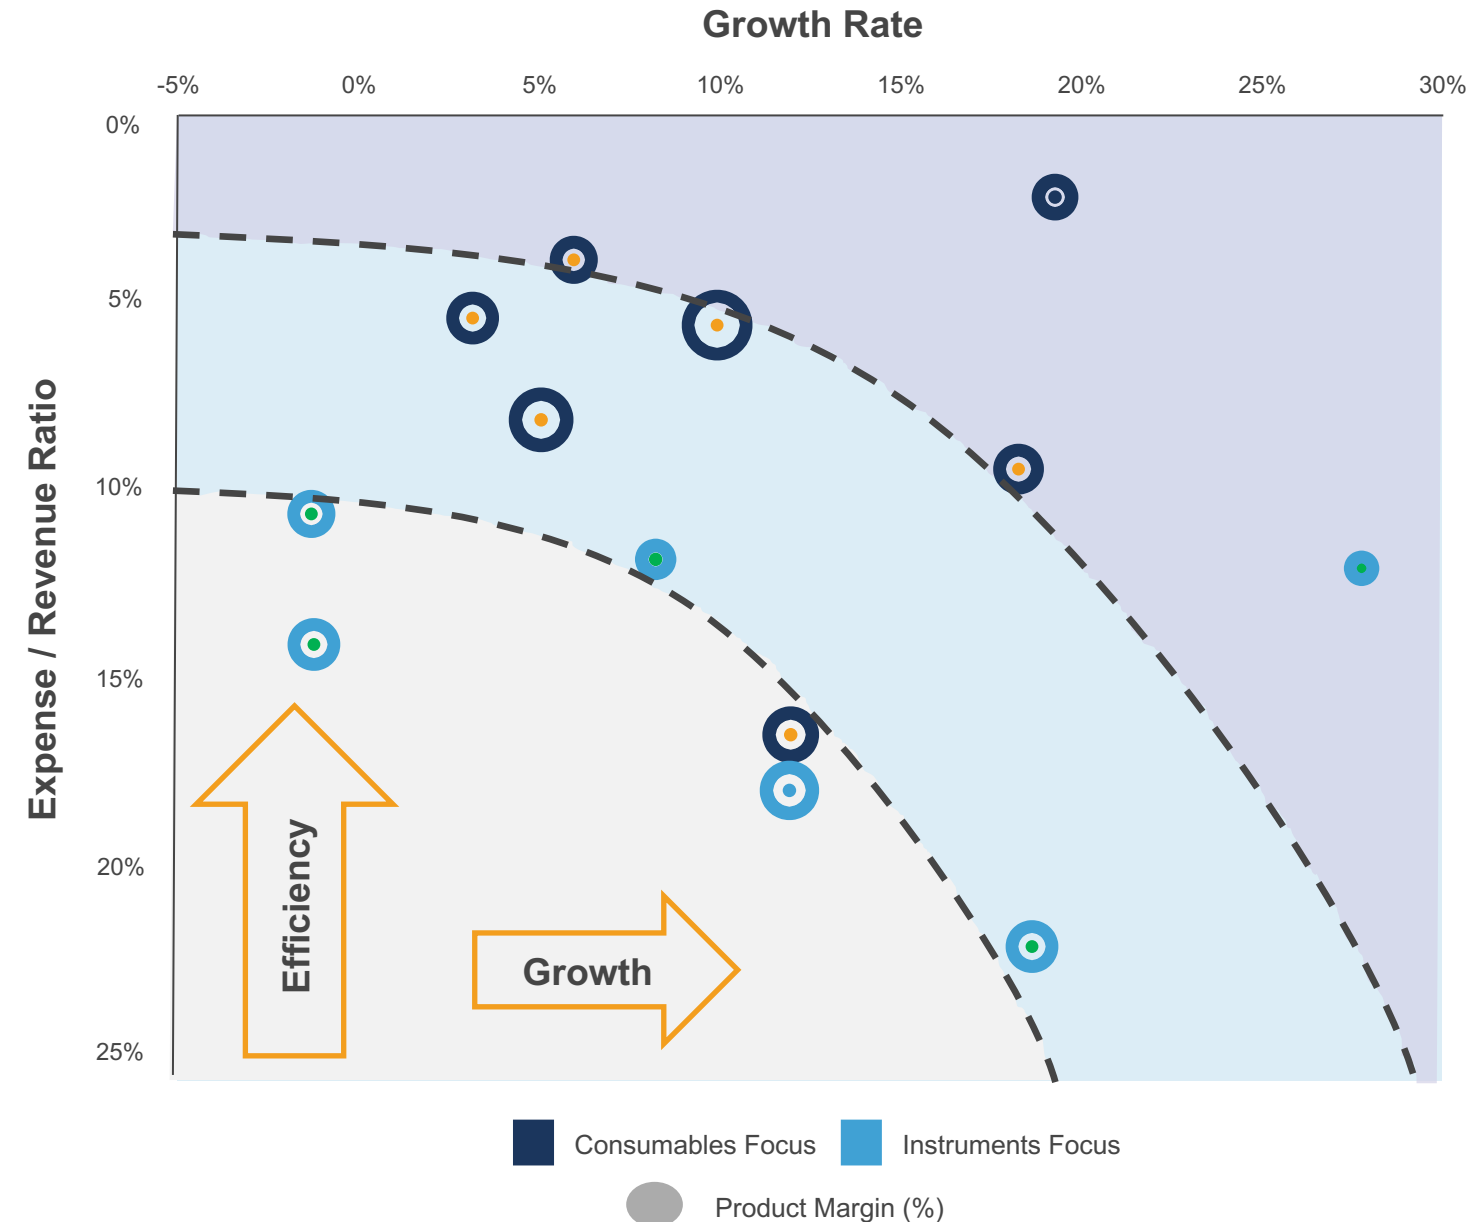 Growth Rate
-5% 0% 5% 10% 15% 20% 25% 30%
0%
5%
10%
15%
20%
25%
Expense / Revenue Ratio
Efficiency
Growth
Consumables Focus Instruments Focus
Product Margin (%)